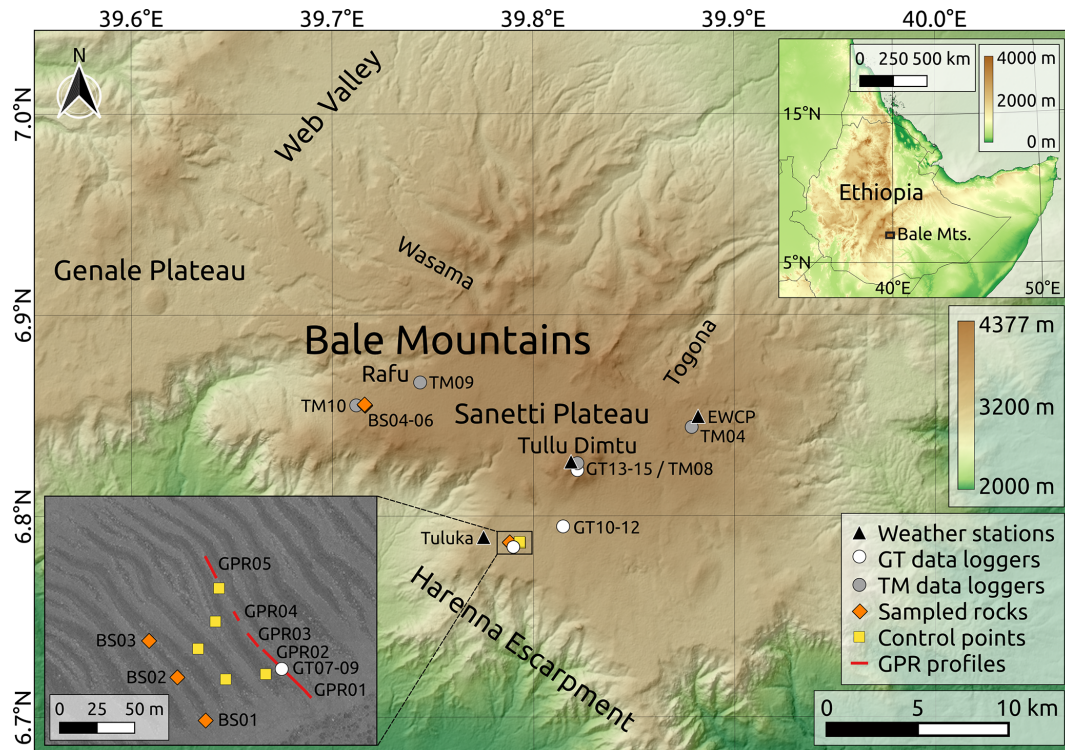 39.6°E 39.7°E 39.8°E 39.9°E 40.0°E
7.0°N
6.9°N
6.8°N
6.7°N
N
Web Valley
Wasama
Genale Plateau
Bale Mountains
Togona
Rafu
TM09
TM10
BS04-06
Sanetti Plateau
EWCP
TM04
Tullu Dimtu
GT13-15 / TM08
GT10-12
Tuluka
Harenna Escarpment
0 250 500 km
4000 m
2000 m
0 m
15°N
Ethiopia
Bale Mts.
5°N
40°E
50°E
4377 m
3200 m
2000 m
Weather stations
GT data loggers
TM data loggers
Sampled rocks
Control points
GPR profiles
0 5 10 km
GPR05
GPR04
GPR03
GPR02
GT07-09
GPR01
BS03
BS02
BS01
0 25 50 m